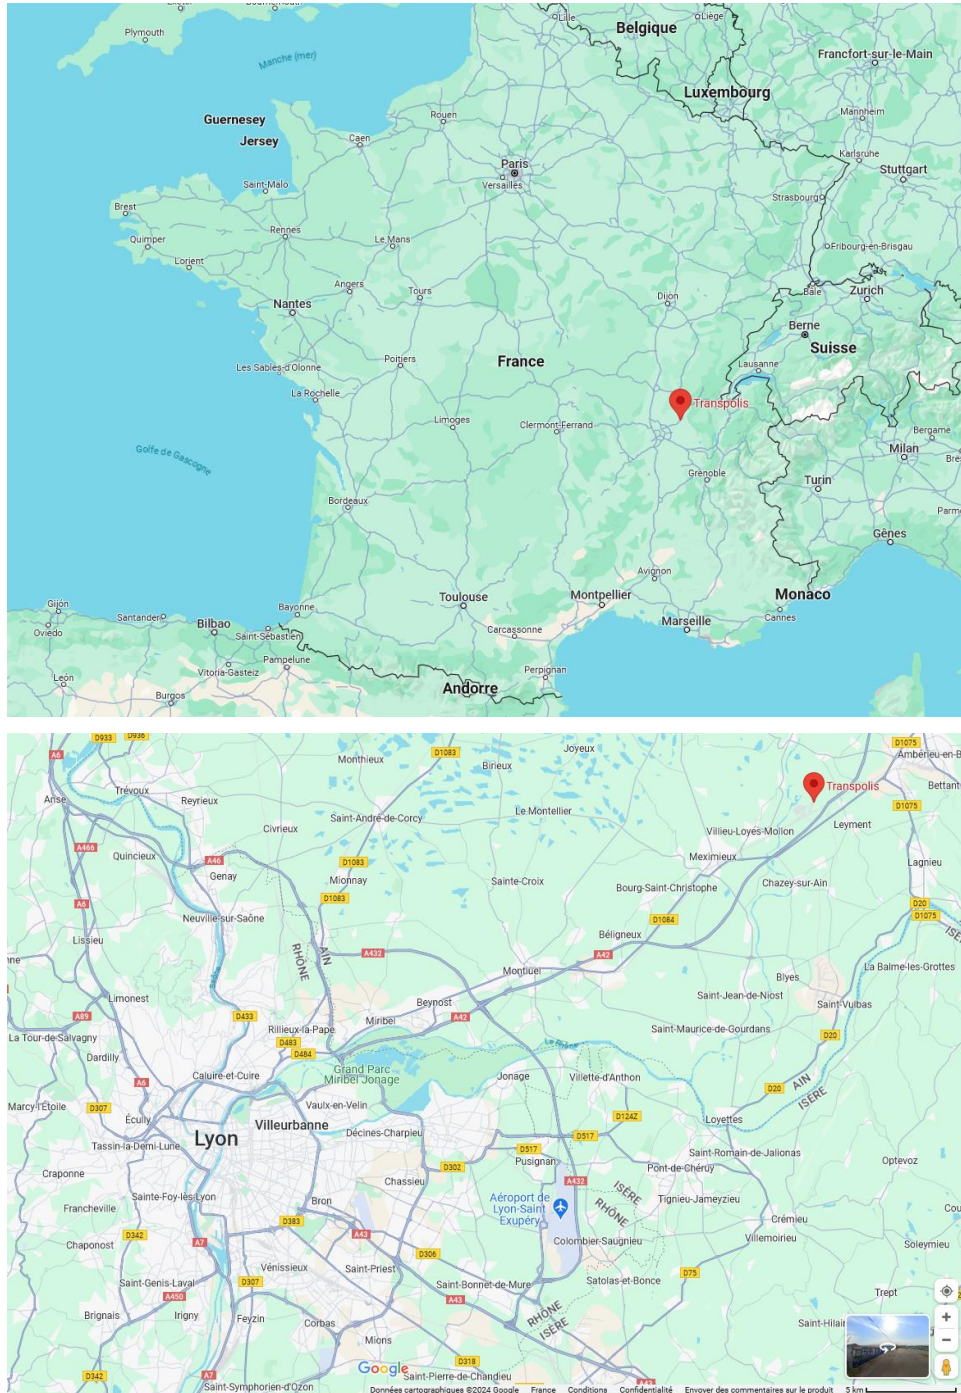 Plymouth
Manche (mer)
Lille
Belgique
Liège
Francfort-sur-le-Main
Luxembourg
Mannheim
Guernesey
Jersey
Rouen
Caen
Karlsruhe
Stuttgart
Paris
Versailles
Saint-Malo
Strasbourg
Brest
Rennes
Quimper
Le Mans
Fribourg-en-Brisgau
Lorient
Angers
Tours
Dijon
Bâle
Zurich
Nantes
Berne
Suisse
Les Sables-d'Olonne
Poitiers
France
Lausanne
La Rochelle
Transpolis
Limoges
Clermont-Ferrand
Bergame
Milan
Golfe de Gascogne
Grenoble
Turin
Bordeaux
Gênes
Avignon
Gijón
Oviedo
Santander
Bilbao
Saint-Sébastien
Bayonne
Toulouse
Montpellier
Monaco
Marseille
Cannes
Carcassonne
León
Vitoria-Gasteiz
Pampelune
Burgos
Perpignan
Andorre
D933
D936
A6
D1083
Joyeux
D1075
Monthieux
Birieux
Ambérieu-en-B
Trévoux
Anse
Reyrieux
Transpolis
Bettant
D1075
Saint-André-de-Corcy
Le Montellier
Civrieux
Villieu-Loyes-Mollon
Leyment
A466
Quincieux
A46
Genay
D1083
Mionnay
D1083
Meximieux
Lagnieu
Sainte-Croix
Bourg-Saint-Christophe
Chazey-sur-Ain
A6
Neuville-sur-Saône
D1084
D20
D1075
Lissieu
RHÔNE
AIN
A432
Béligneux
A42
ISÈRE
Montluel
Blyes
La Balme-les-Grottes
Limonest
Beynost
Saint-Jean-de-Niost
Saint-Vulbas
A89
D433
Miribel
A42
La Tour-de-Salvagny
Rillieux-la-Pape
D483
D484
Le Rhône
Saint-Maurice-de-Gourdans
D20
Dardilly
Grand Parc
Miribel Jonage
Caluire-et-Cuire
A6
Jonage
Villette-d'Anthon
D20
AIN
ISÈRE
Marcy-l'Étoile
D307
Vaulx-en-Velin
Écully
Villeurbanne
Lyon
Décines-Charpieu
D124Z
Loyettes
D517
Tassin-la-Demi-Lune
D517
Pusignan
Saint-Romain-de-Jalionas
Optevoz
Craponne
D302
Chassieu
A432
Pont-de-Chéruy
Sainte-Foy-lès-Lyon
Bron
Aéroport de
Lyon-Saint
Exupéry
ISÈRE
RHÔNE
Tignieu-Jameyzieu
Francheville
D383
Crémieu
D342
A7
A43
Colombier-Saugnieu
Villemoirieu
Chaponost
D306
Soleymieu
Vénissieux
Saint-Priest
Saint-Genis-Laval
D307
Saint-Bonnet-de-Mure
Satolas-et-Bonce
D75
A450
A43
Trept
Brignais
Irigny
Feyzin
Corbas
RHÔNE
ISÈRE
Mions
D342
A7
D318
Google
Saint-Pierre-de-Chandieu
A43
Saint-Symphorien-d'Ozon
Données cartographiques ©2024 Google France Conditions Confidentialité Envoyer des commentaires sur le produit 5 km